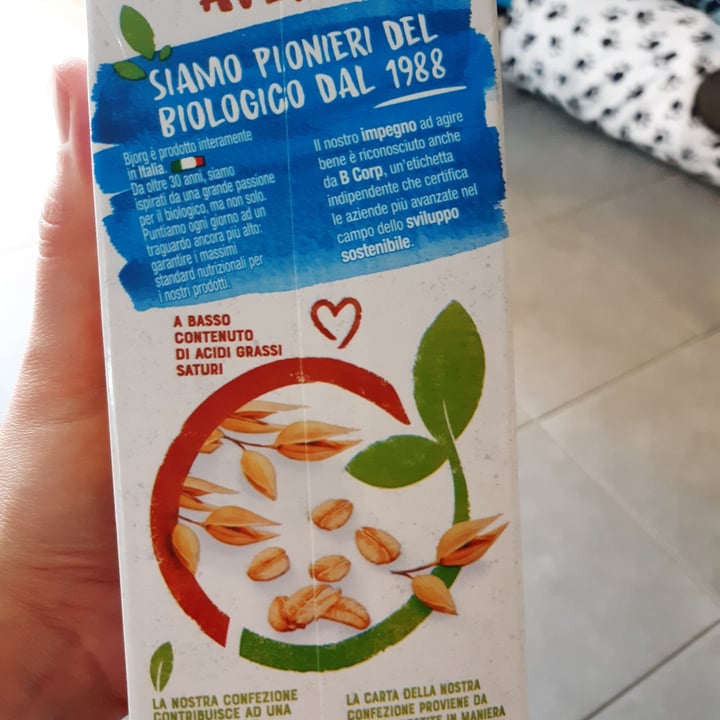 SIAMO PIONIERI DEL
BIOLOGICO DAL 1988
Bjorg è prodotto interamente
in Italia.
Da oltre 30 anni, siamo
ispirati da una grande passione
per il biologico, ma non solo.
Puntiamo ogni giorno ad un
traguardo ancora più alto:
garantire i massimi
standard nutrizionali per
i nostri prodotti.
Il nostro impegno ad agire
bene è riconosciuto anche
da B Corp, un'etichetta
indipendente che certifica
le aziende più avanzate nel
campo dello sviluppo
sostenibile.
A BASSO
CONTENUTO
DI ACIDI GRASSI
SATURI
LA NOSTRA CONFEZIONE
CONTRIBUISCE AD UNA
LA CARTA DELLA NOSTRA
CONFEZIONE PROVIENE DA
IN MANIERA